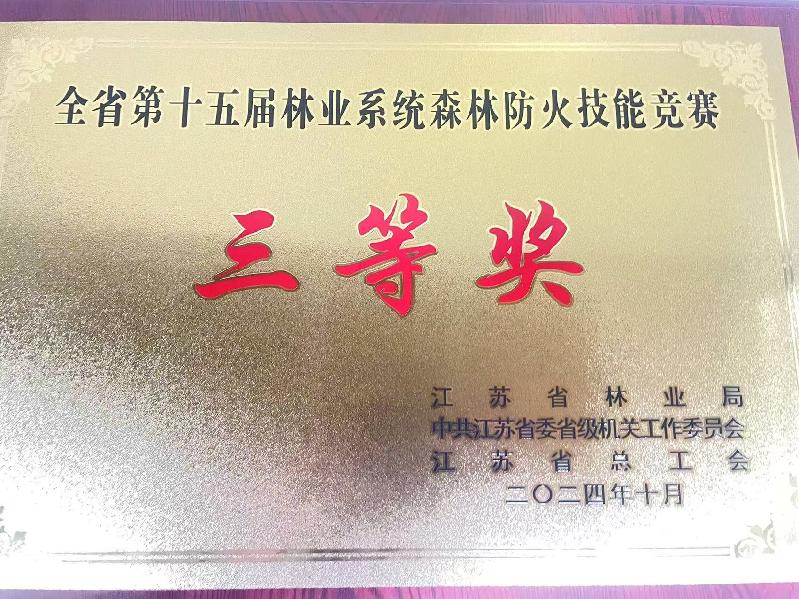 全省第十五届林业系统森林防火技能竞赛
三等奖
江苏省林业局
中共江苏省委省级机关工作委员会
江苏省总工会
二〇二四年十月